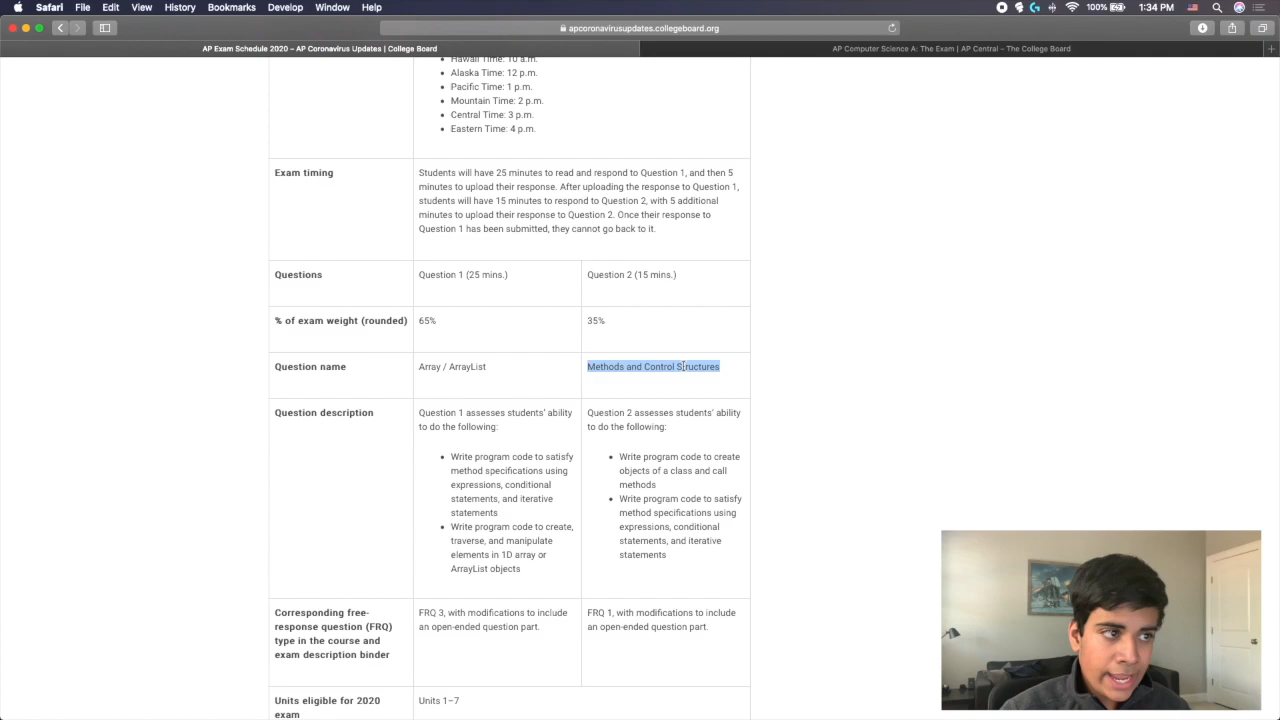 Safari File Edit View History Bookmarks Develop Window Help 100% 1:34 PM
apcoronavirusupdates.collegeboard.org
AP Exam Schedule 2020 – AP Coronavirus Updates | College Board
AP Computer Science A: The Exam | AP Central – The College Board
Hawaii Time: 10 a.m.
Alaska Time: 12 p.m.
Pacific Time: 1 p.m.
Mountain Time: 2 p.m.
Central Time: 3 p.m.
Eastern Time: 4 p.m.
Exam timing
Students will have 25 minutes to read and respond to Question 1, and then 5
minutes to upload their response. After uploading the response to Question 1,
students will have 15 minutes to respond to Question 2, with 5 additional
minutes to upload their response to Question 2. Once their response to
Question 1 has been submitted, they cannot go back to it.
Questions
Question 1 (25 mins.)
Question 2 (15 mins.)
% of exam weight (rounded)
65%
35%
Question name
Array / ArrayList
Methods and Control Structures
Question description
Question 1 assesses students' ability
to do the following:
Write program code to satisfy
method specifications using
expressions, conditional
statements, and iterative
statements
Write program code to create,
traverse, and manipulate
elements in 1D array or
ArrayList objects
Question 2 assesses students' ability
to do the following:
Write program code to create
objects of a class and call
methods
Write program code to satisfy
method specifications using
expressions, conditional
statements, and iterative
statements
Corresponding free-
response question (FRQ)
type in the course and
exam description binder
FRQ 3, with modifications to include
an open-ended question part.
FRQ 1, with modifications to include
an open-ended question part.
Units eligible for 2020
exam
Units 1–7